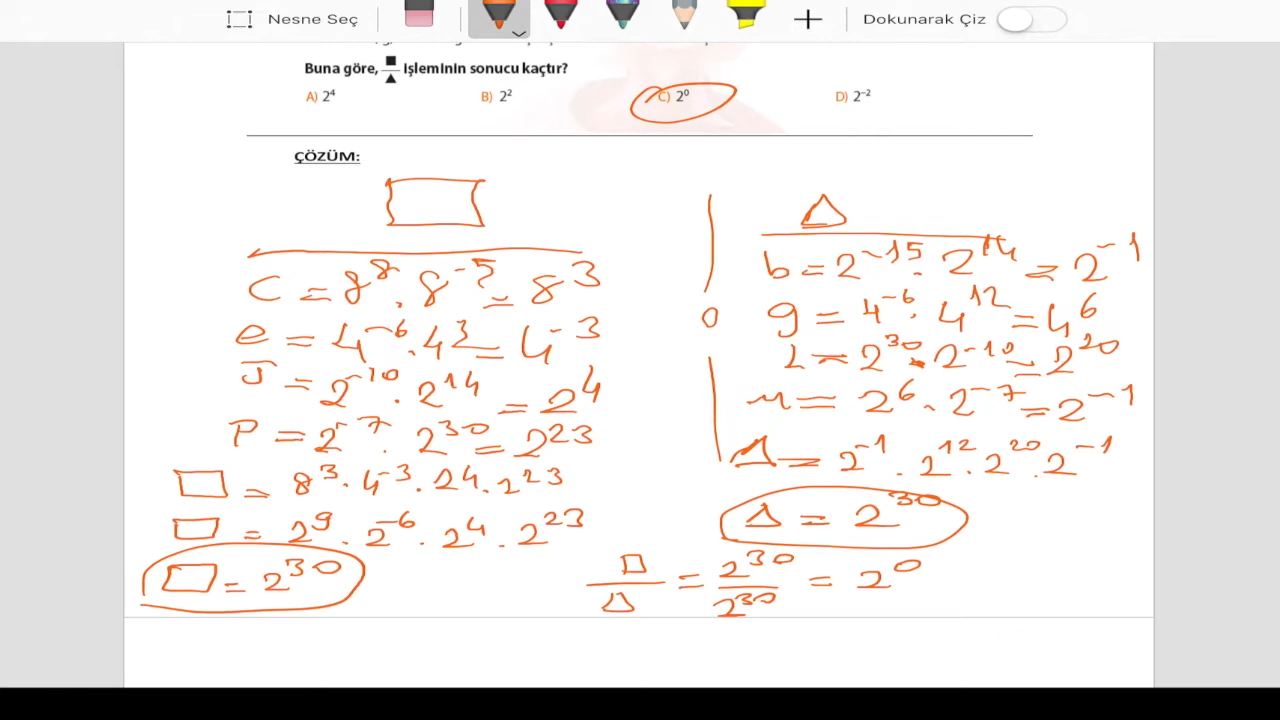 Nesne Seç
Dokunarak Çiz
Buna göre, ■/▲ işleminin sonucu kaçtır?
A) 2⁴ B) 2² C) 2⁰ D) 2⁻²
ÇÖZÜM:
□
C = 8⁸ . 8⁻⁵ = 8³
e = 4⁻⁶ . 4³ = 4⁻³
J = 2⁻¹⁰ . 2¹⁴ = 2⁴
P = 2⁻⁷ . 2³⁰ = 2²³
□ = 8³ . 4⁻³ . 2⁴ . 2²³
□ = 2⁹ . 2⁻⁶ . 2⁴ . 2²³
□ = 2³⁰
0
△
b = 2⁻¹⁵ . 2¹⁴ = 2⁻¹
g = 4⁻⁶ . 4¹² = 4⁶
L = 2³⁰ . 2⁻¹⁰ = 2²⁰
n = 2⁶ . 2⁻⁷ = 2⁻¹
△ = 2⁻¹ . 2¹² . 2²⁰ . 2⁻¹
△ = 2³⁰
□/△ = 2³⁰/2³⁰ = 2⁰